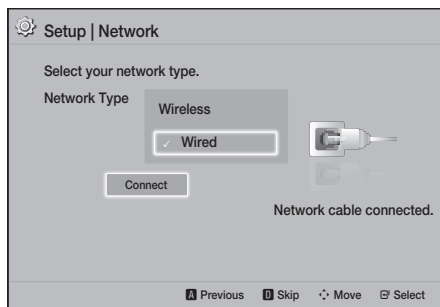 Setup | Network
Select your network type.
Network Type
Wireless
✓ Wired
Connect
Network cable connected.
A Previous D Skip Move Select